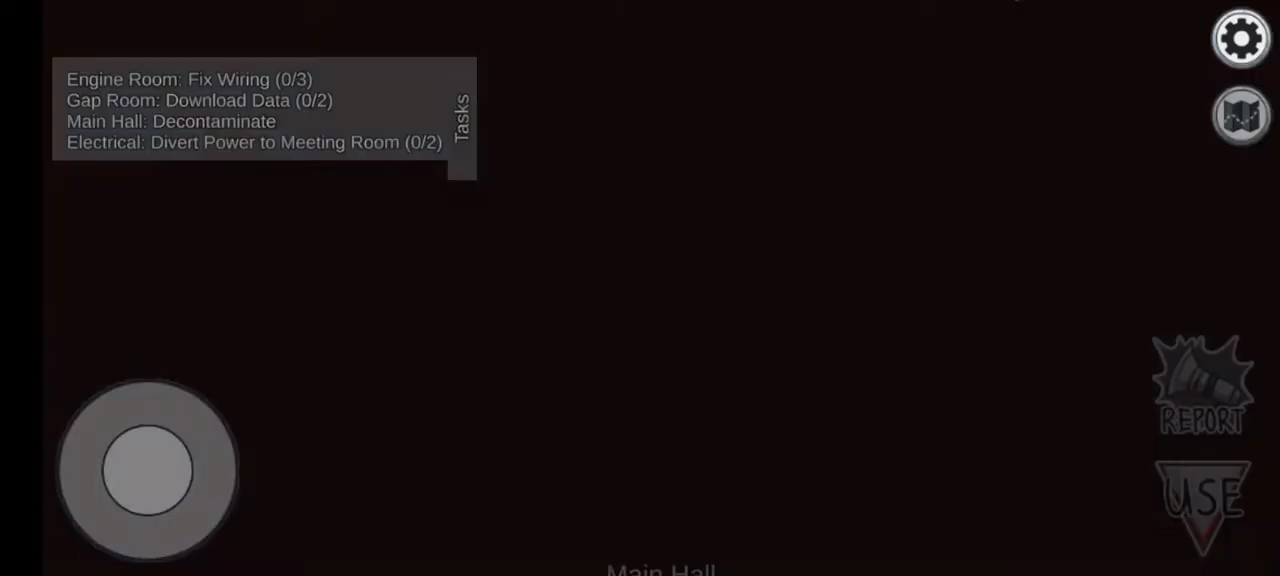 Engine Room: Fix Wiring (0/3)
Gap Room: Download Data (0/2)
Main Hall: Decontaminate
Electrical: Divert Power to Meeting Room (0/2)
Tasks
REPORT
USE
Main Hall